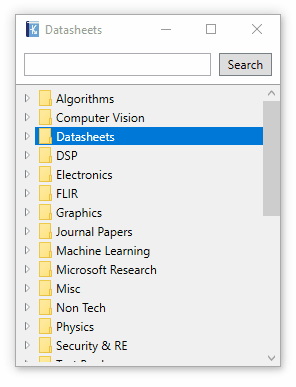 Datasheets
Search
Algorithms
Computer Vision
Datasheets
DSP
Electronics
FLIR
Graphics
Journal Papers
Machine Learning
Microsoft Research
Misc
Non Tech
Physics
Security & RE